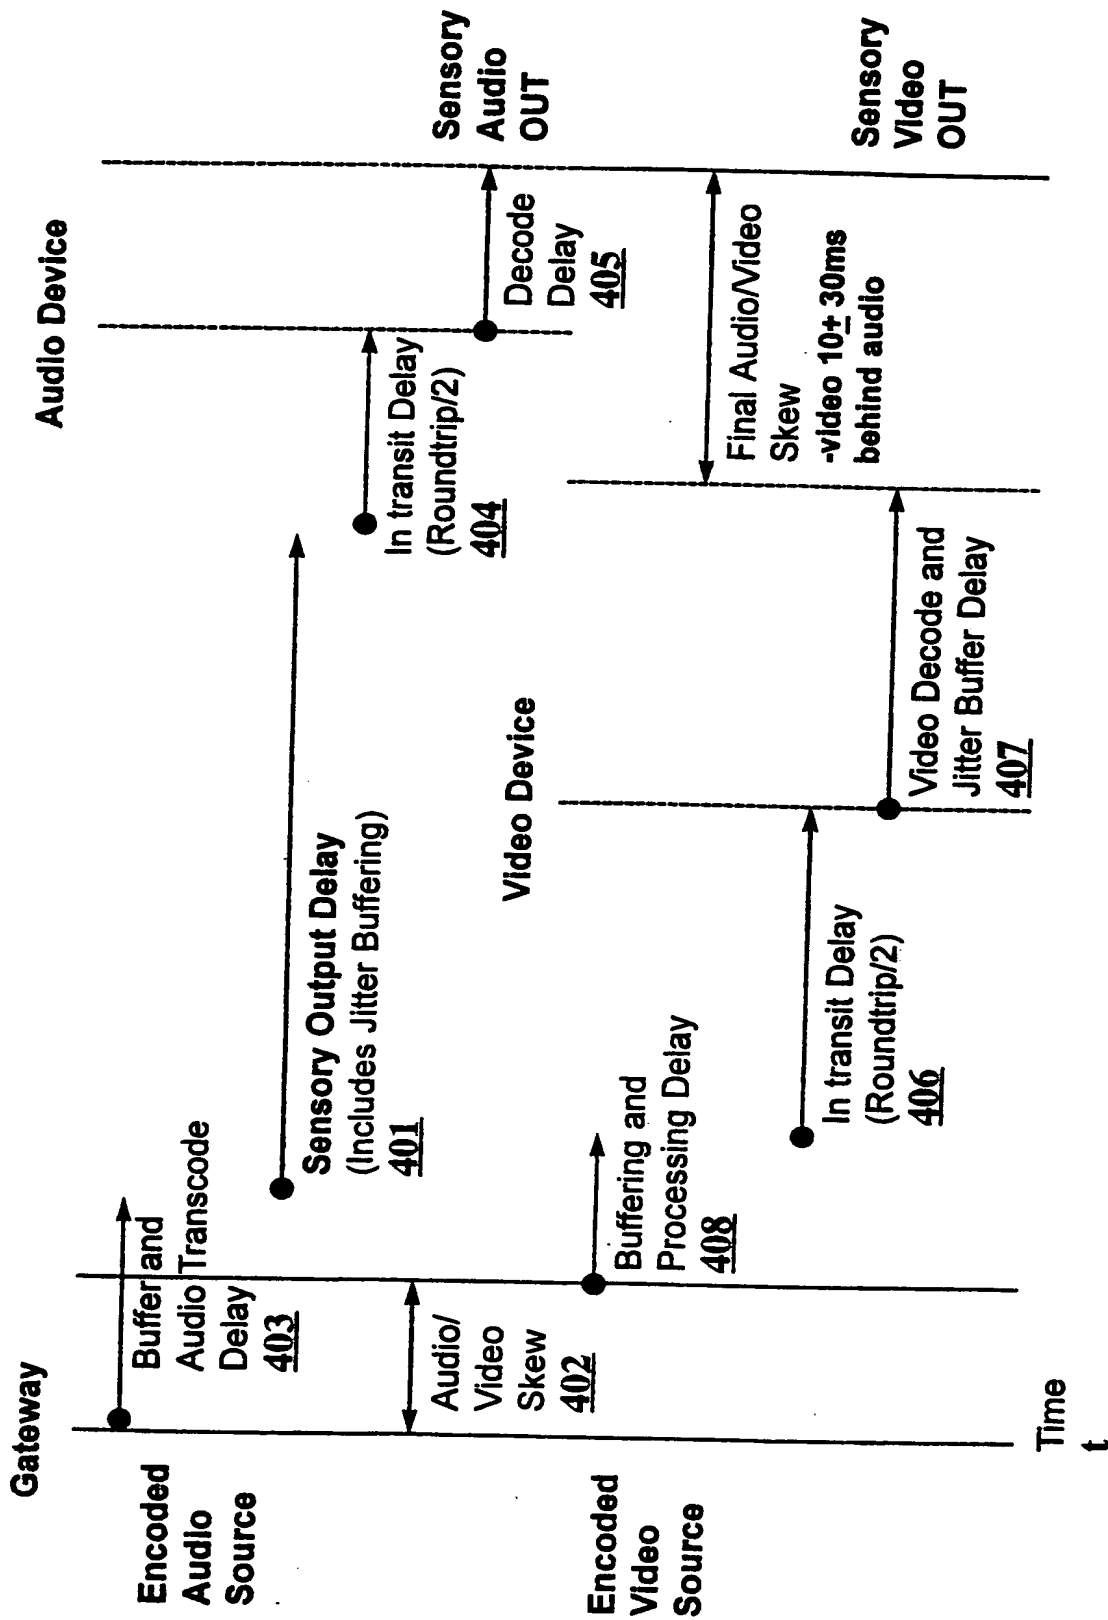 Gateway
Audio Device
Encoded
Audio
Source
Buffer and
Audio Transcode
Delay
403
Sensory Output Delay
(Includes Jitter Buffering)
401
In transit Delay
(Roundtrip/2)
404
Decode
Delay
405
Sensory
Audio
OUT
Audio/
Video
Skew
402
Video Device
Encoded
Video
Source
Buffering and
Processing Delay
408
In transit Delay
(Roundtrip/2)
406
Video Decode and
Jitter Buffer Delay
407
Final Audio/Video
Skew
-video 10±30ms
behind audio
Sensory
Video
OUT
Time
t